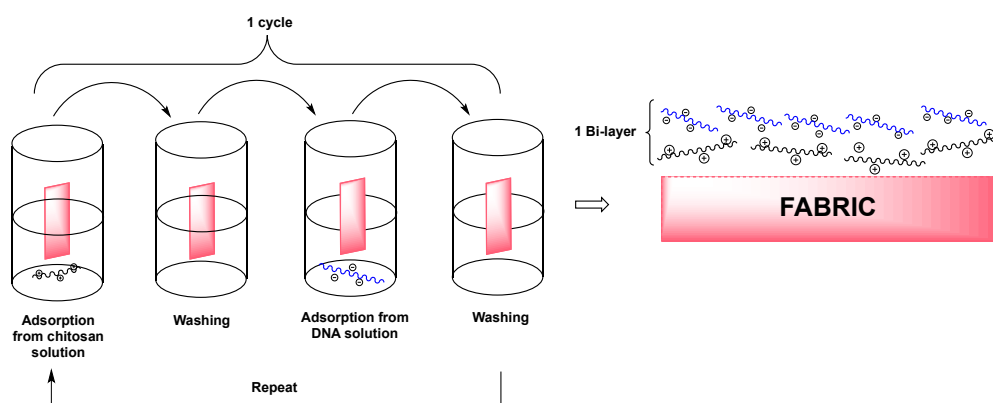 1 cycle
1 Bi-layer
FABRIC
Adsorption
from chitosan
solution
Washing
Adsorption from
DNA solution
Washing
Repeat